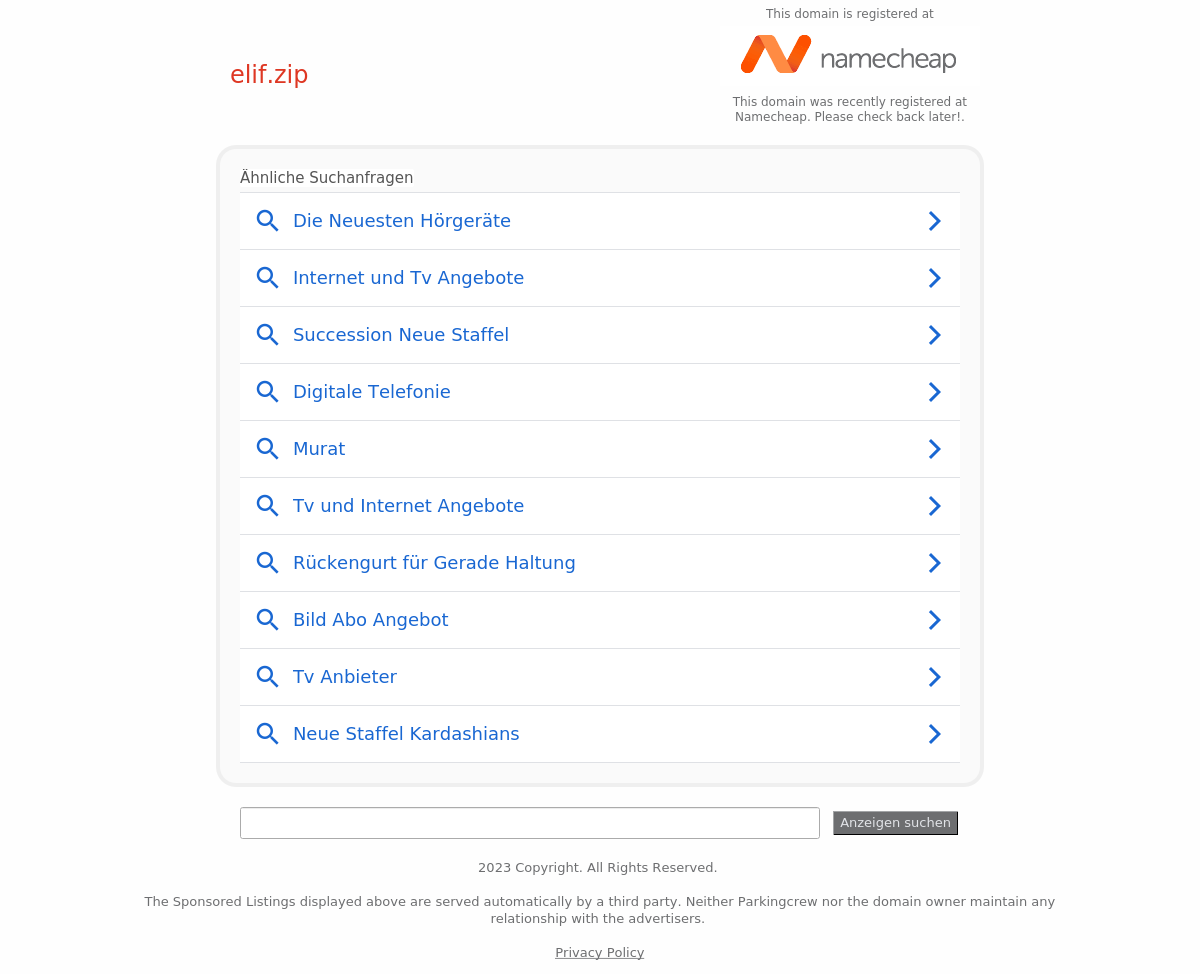 This domain is registered at
namecheap
elif.zip
This domain was recently registered at
Namecheap. Please check back later!.
Ähnliche Suchanfragen
Die Neuesten Hörgeräte
Internet und Tv Angebote
Succession Neue Staffel
Digitale Telefonie
Murat
Tv und Internet Angebote
Rückengurt für Gerade Haltung
Bild Abo Angebot
Tv Anbieter
Neue Staffel Kardashians
Anzeigen suchen
2023 Copyright. All Rights Reserved.
The Sponsored Listings displayed above are served automatically by a third party. Neither Parkingcrew nor the domain owner maintain any
relationship with the advertisers.
Privacy Policy